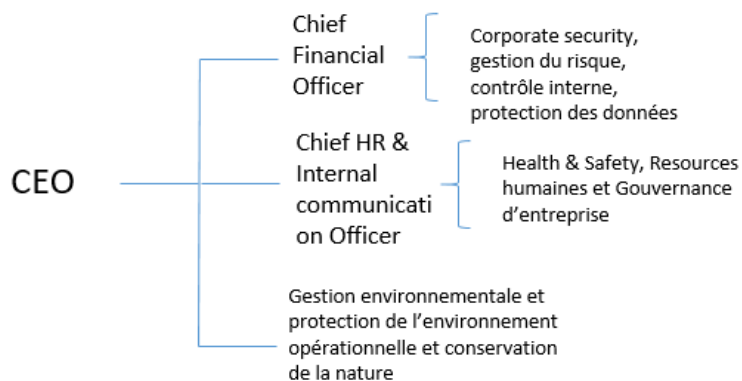 CEO
Chief
Financial
Officer
Corporate security,
gestion du risque,
contrôle interne,
protection des données
Chief HR &
Internal
communicati
on Officer
Health & Safety, Resources
humaines et Gouvernance
d’entreprise
Gestion environnementale et
protection de l’environnement
opérationnelle et conservation
de la nature